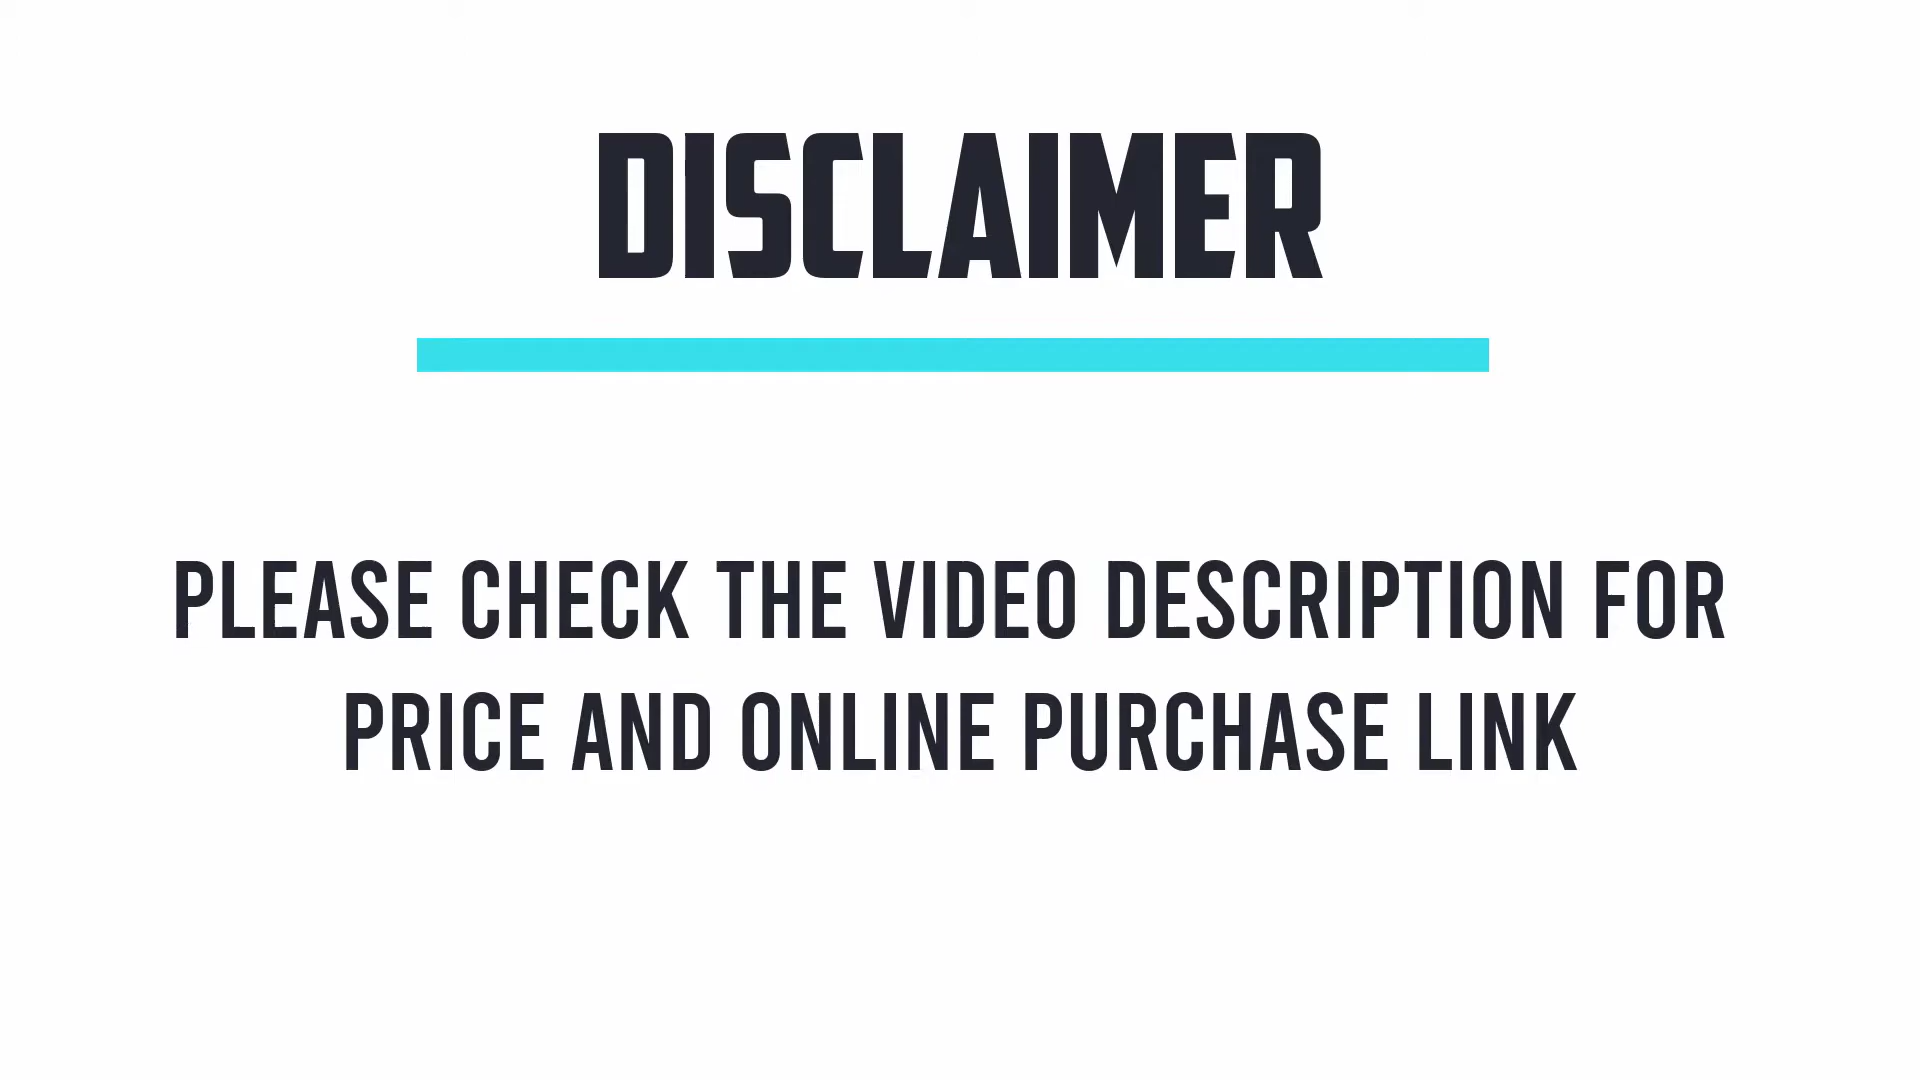 DISCLAIMER
PLEASE CHECK THE VIDEO DESCRIPTION FOR
PRICE AND ONLINE PURCHASE LINK